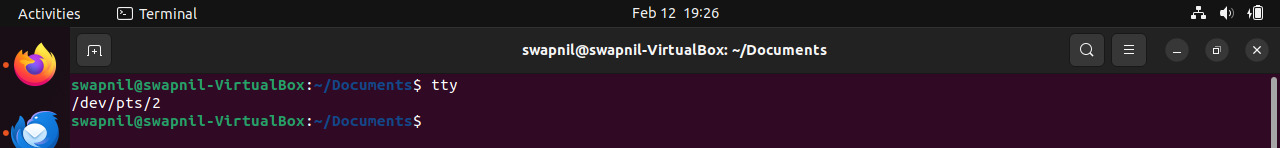 Activities Terminal Feb 12 19:26
swapnil@swapnil-VirtualBox: ~/Documents
swapnil@swapnil-VirtualBox:~/Documents$ tty
/dev/pts/2
swapnil@swapnil-VirtualBox:~/Documents$